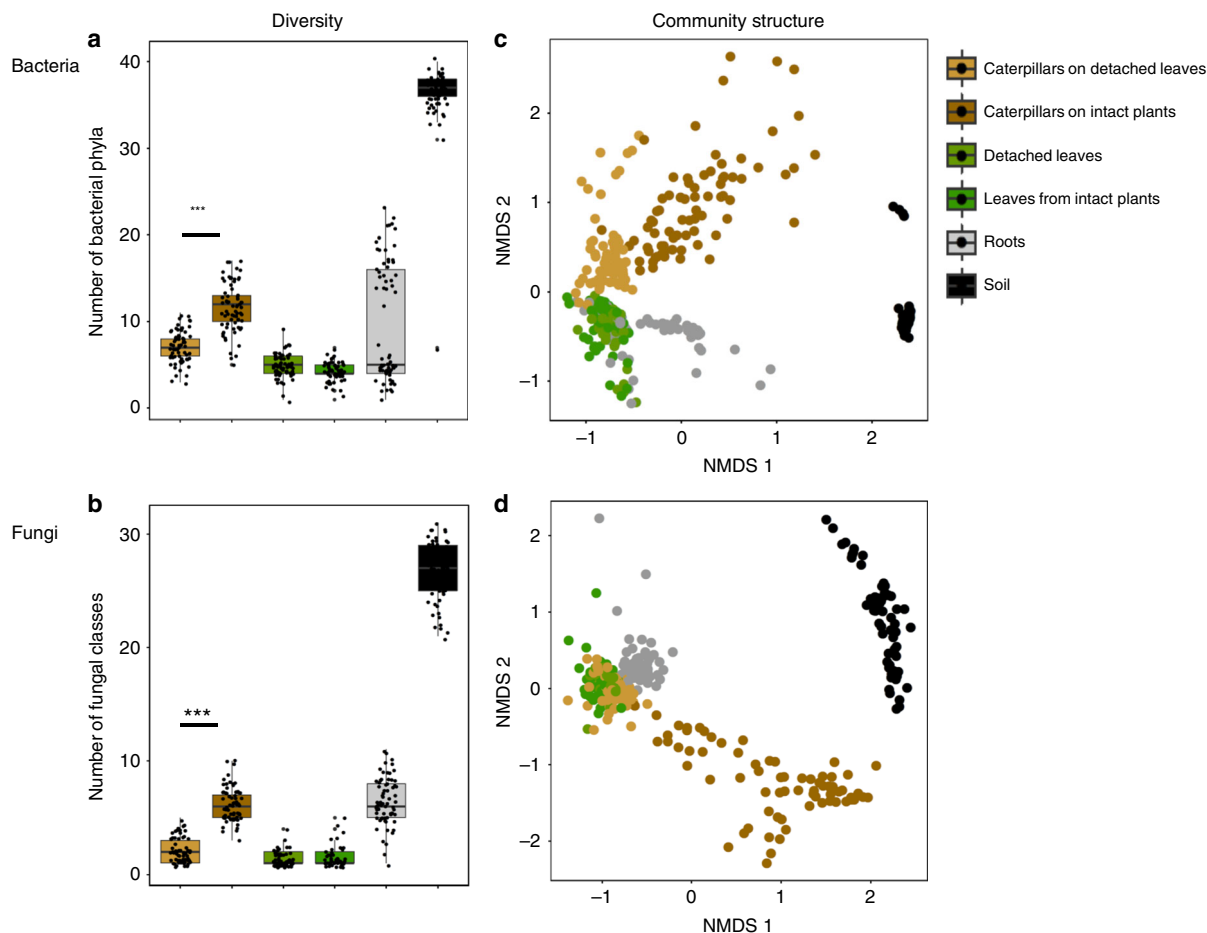 Diversity
Community structure
a
c
Bacteria
Number of bacterial phyla
40
30
20
10
0
***
NMDS 2
2
1
0
−1
−1
0
1
2
NMDS 1
Caterpillars on detached leaves
Caterpillars on intact plants
Detached leaves
Leaves from intact plants
Roots
Soil
b
d
Fungi
Number of fungal classes
30
20
10
0
***
NMDS 2
2
1
0
−1
−2
−1
0
1
2
NMDS 1